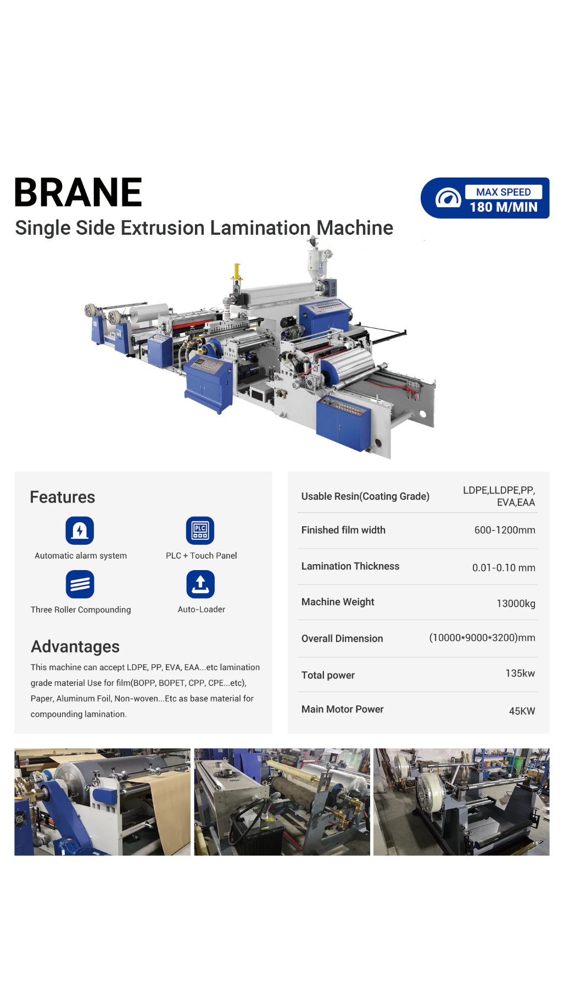 BRANE
MAX SPEED
180 M/MIN
Single Side Extrusion Lamination Machine
Features
PLC
Automatic alarm system
PLC + Touch Panel
Three Roller Compounding
Auto-Loader
Advantages
This machine can accept LDPE, PP, EVA, EAA...etc lamination
grade material Use for film(BOPP, BOPET, CPP, CPE...etc),
Paper, Aluminum Foil, Non-woven...Etc as base material for
compounding lamination.
Usable Resin(Coating Grade)
LDPE,LLDPE,PP,
EVA,EAA
Finished film width
600-1200mm
Lamination Thickness
0.01-0.10 mm
Machine Weight
13000kg
Overall Dimension
(10000*9000*3200)mm
Total power
135kw
Main Motor Power
45KW